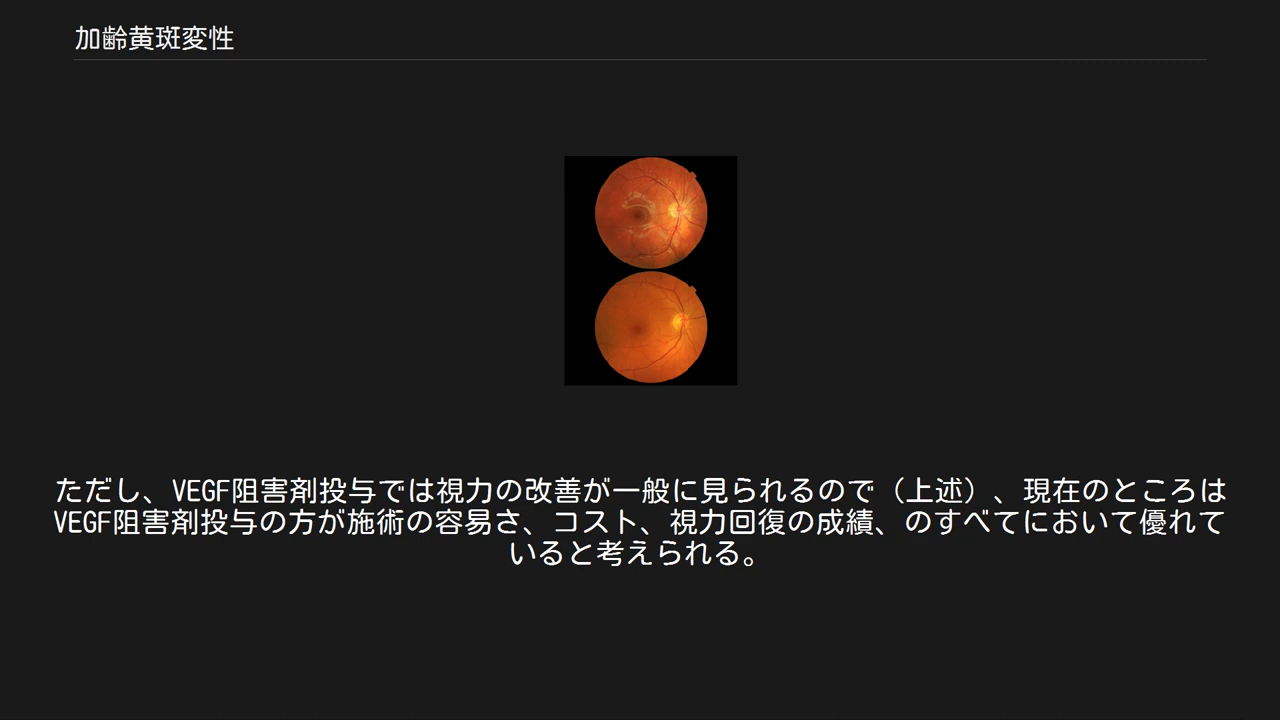 加齢黄斑変性
ただし、VEGF阻害剤投与では視力の改善が一般に見られるので（上述）、現在のところは
VEGF阻害剤投与の方が施術の容易さ、コスト、視力回復の成績、のすべてにおいて優れて
いると考えられる。